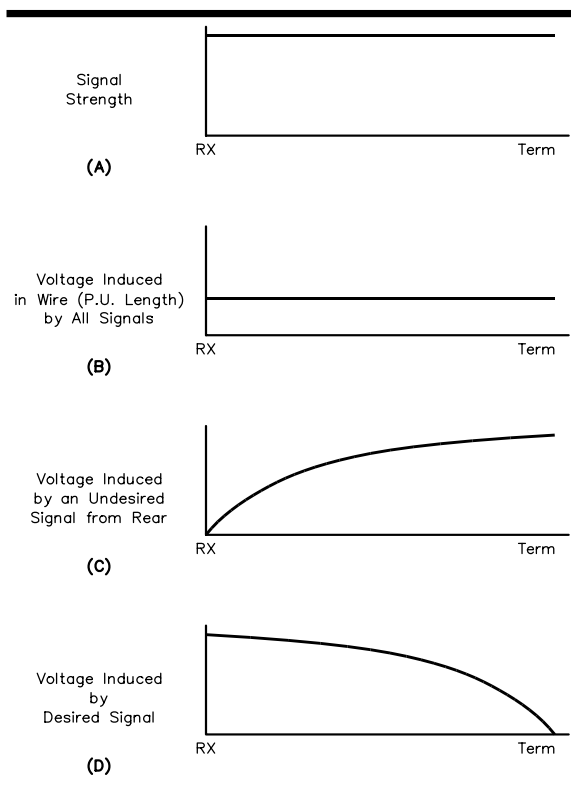 Signal
Strength
RX Term
(A)
Voltage Induced
in Wire (P.U. Length)
by All Signals
RX Term
(B)
Voltage Induced
by an Undesired
Signal from Rear
RX Term
(C)
Voltage Induced
by
Desired Signal
RX Term
(D)